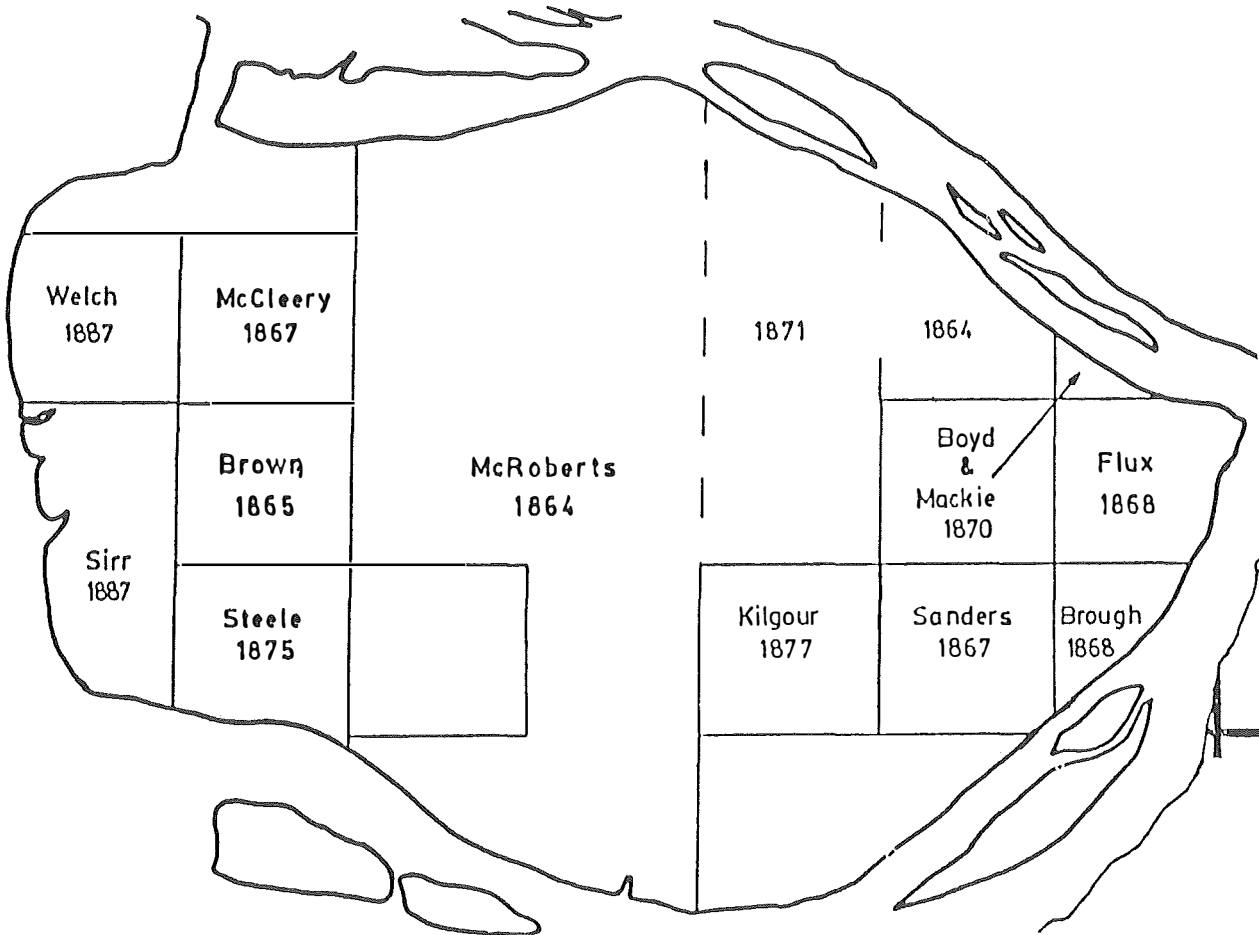 Welch
1887
McCleery
1867
1871
1864
Brown
1865
McRoberts
1864
Boyd
&
Mackie
1870
Flux
1868
Sirr
1887
Steele
1875
Kilgour
1877
Sanders
1867
Brough
1868